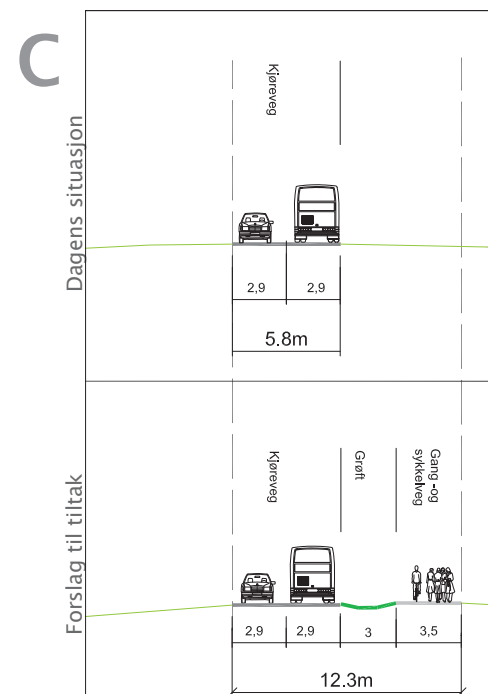 C
Dagens situasjon
Kjøreveg
2,9
2,9
5.8m
Forslag til tiltak
Kjøreveg
Grøft
Gang -og
sykkelveg
2,9
2,9
3
3,5
12.3m